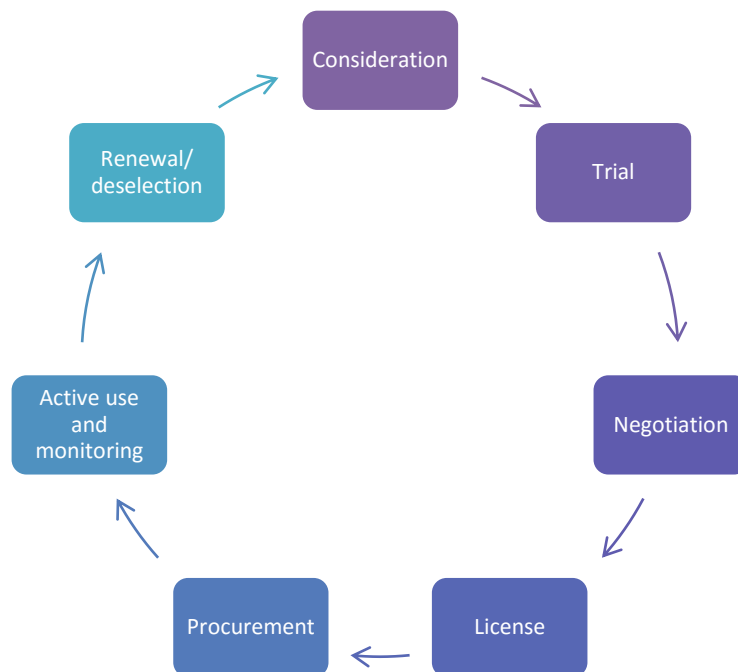 Consideration
Trial
Negotiation
License
Procurement
Active use
and
monitoring
Renewal/
deselection